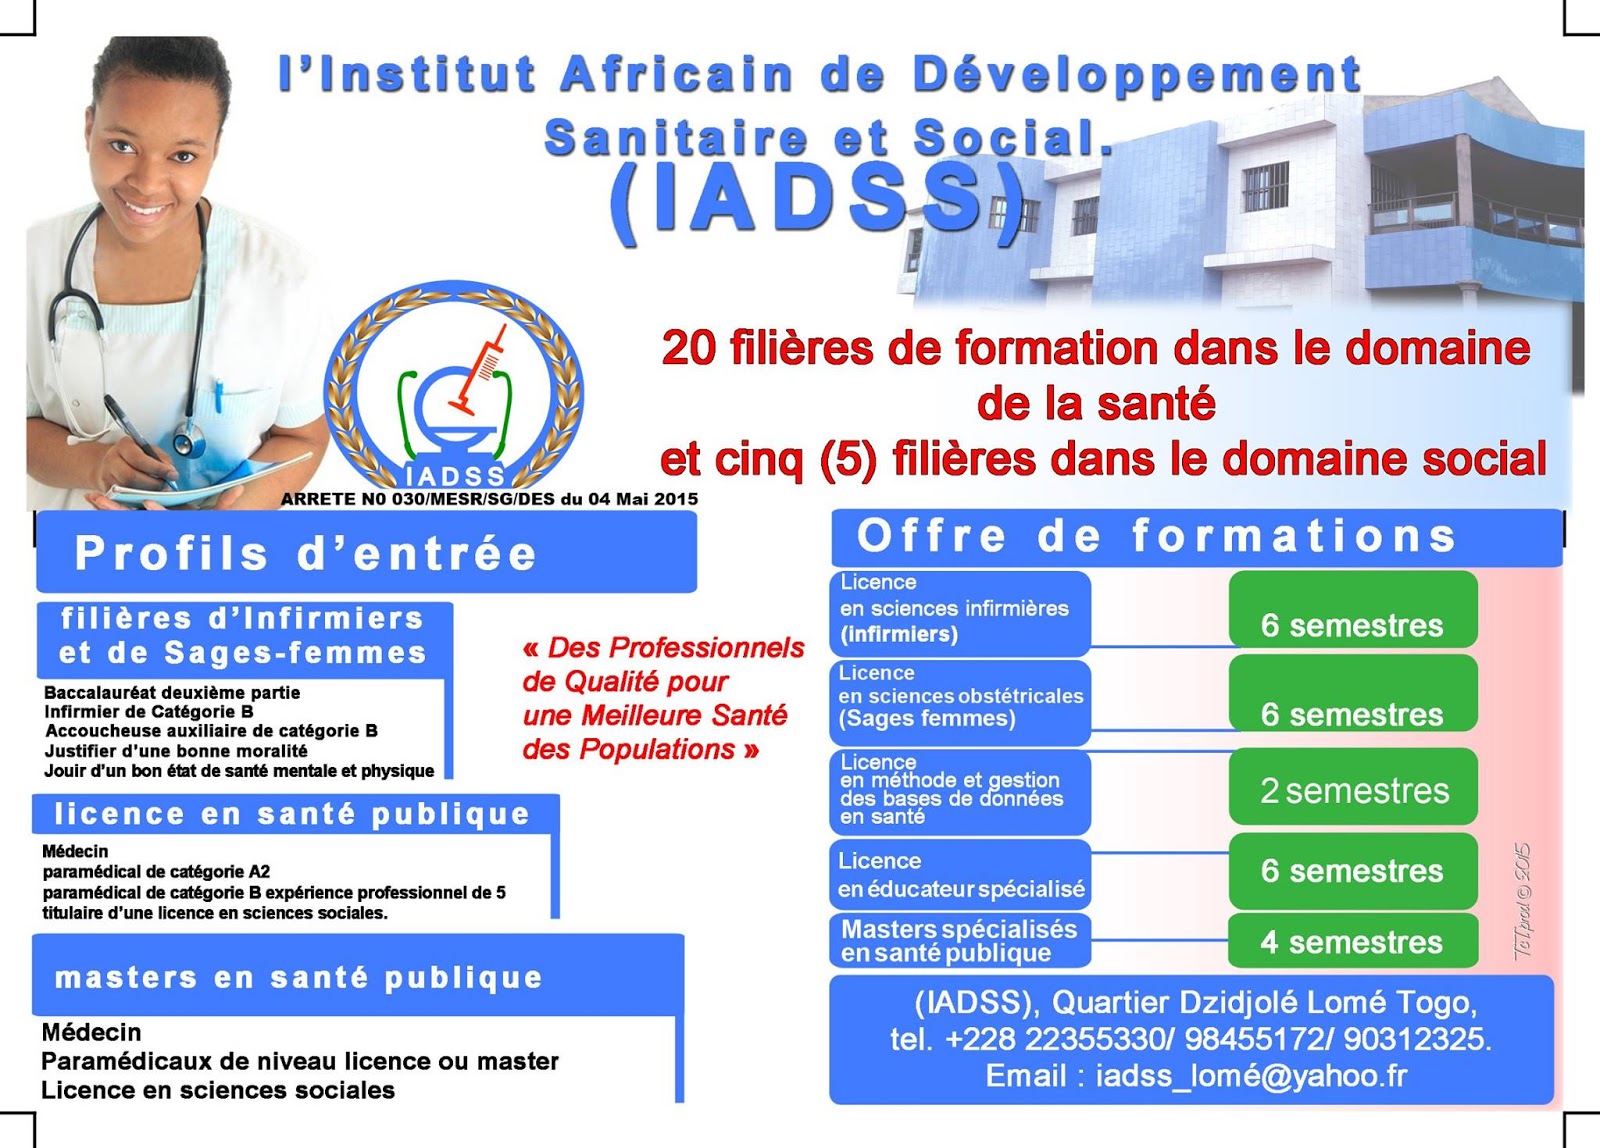 l’Institut Africain de Développement
Sanitaire et Social.
(IADSS)
20 filières de formation dans le domaine
de la santé
et cinq (5) filières dans le domaine social
IADSS
ARRETE N0 030/MESR/SG/DES du 04 Mai 2015
Profils d’entrée
filières d’Infirmiers
et de Sages-femmes
Baccalauréat deuxième partie
Infirmier de Catégorie B
Accoucheuse auxiliaire de catégorie B
Justifier d’une bonne moralité
Jouir d’un bon état de santé mentale et physique
licence en santé publique
Médecin
paramédical de catégorie A2
paramédical de catégorie B expérience professionnel de 5
titulaire d’une licence en sciences sociales.
masters en santé publique
Médecin
Paramédicaux de niveau licence ou master
Licence en sciences sociales
« Des Professionnels
de Qualité pour
une Meilleure Santé
des Populations »
Offre de formations
Licence
en sciences infirmières
(infirmiers)
6 semestres
Licence
en sciences obstétricales
(Sages femmes)
6 semestres
Licence
en méthode et gestion
des bases de données
en santé
2 semestres
Licence
en éducateur spécialisé
6 semestres
Masters spécialisés
en santé publique
4 semestres
TcT.prod © 2015
(IADSS), Quartier Dzidjolé Lomé Togo,
tel. +228 22355330/ 98455172/ 90312325.
Email : iadss_lomé@yahoo.fr